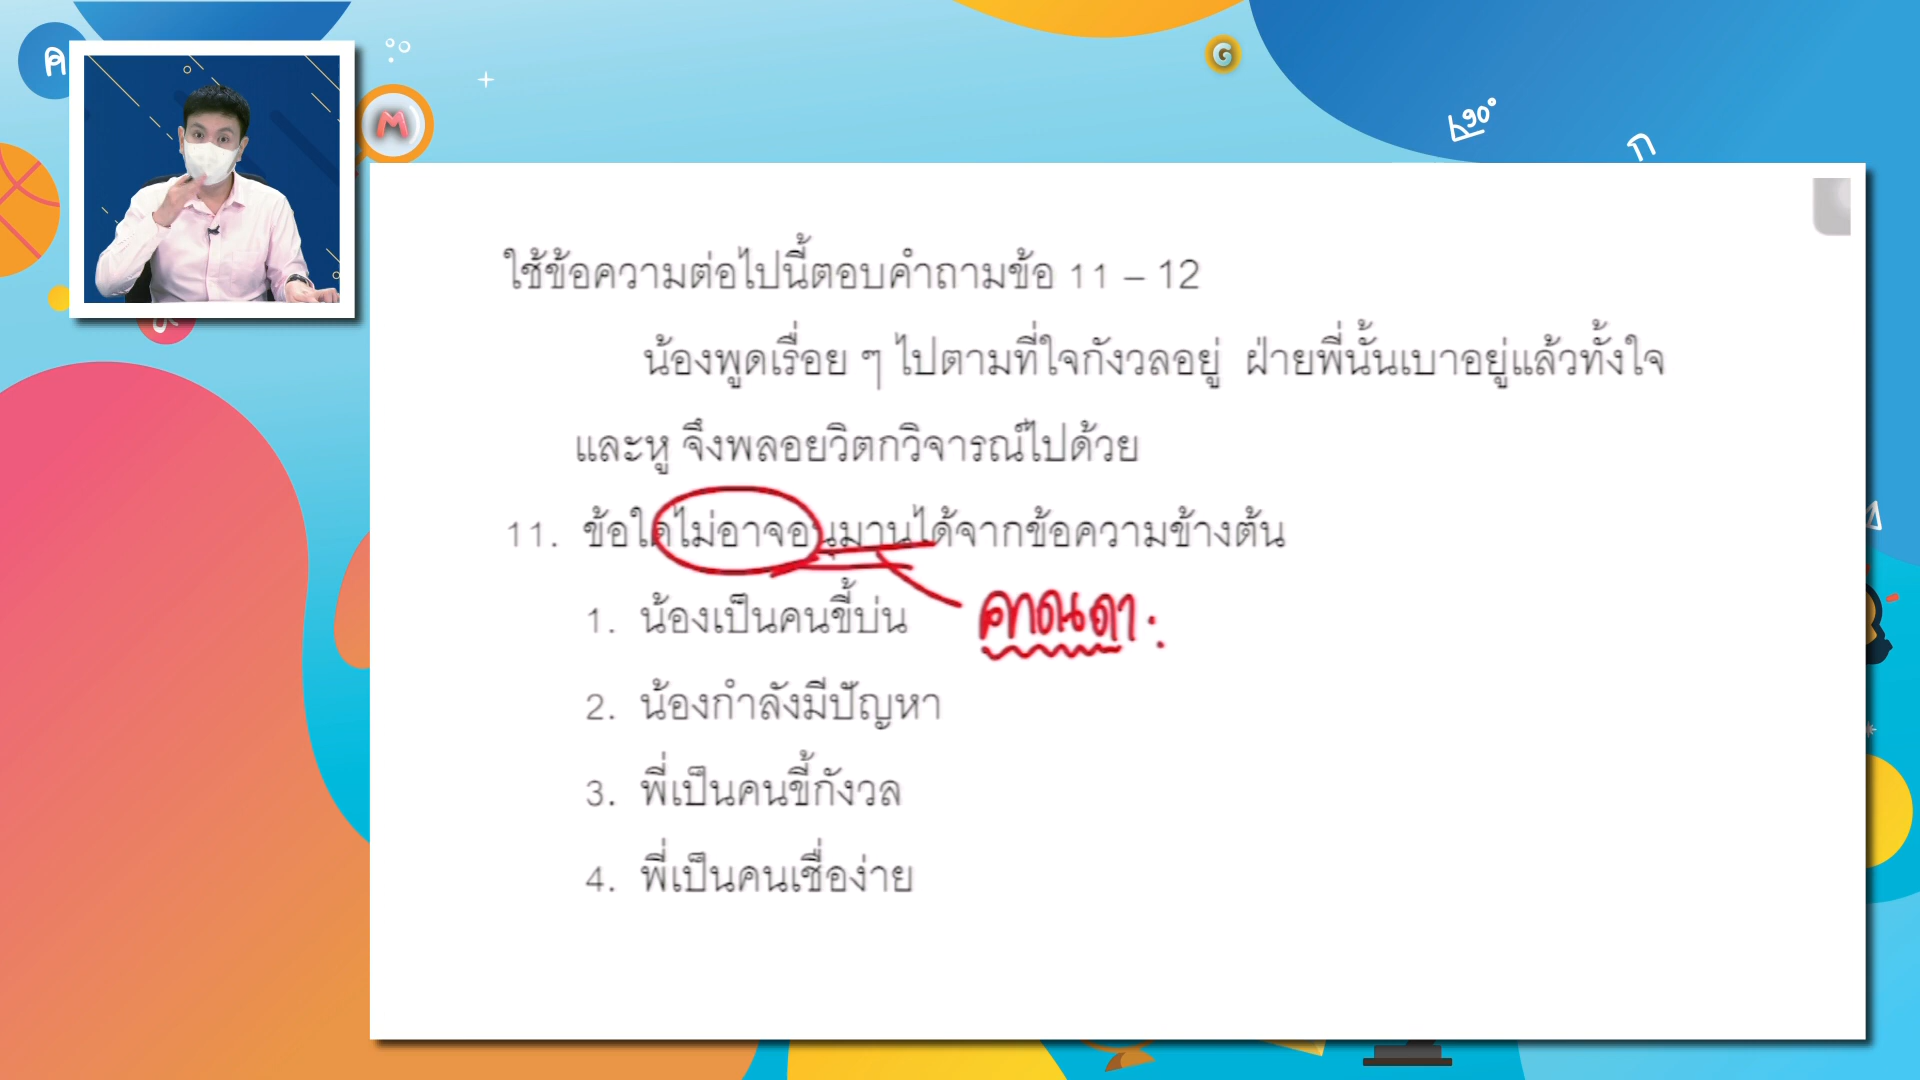 ค
M
G
90°
ก
ใช้ข้อความต่อไปนี้ตอบคำถามข้อ 11 – 12
น้องพูดเรื่อย ๆ ไปตามที่ใจกังวลอยู่ ฝ่ายพี่นั้นเบาอยู่แล้วทั้งใจ
และหู จึงพลอยวิตกวิจารณ์ไปด้วย
11. ข้อใดไม่อาจอนุมานได้จากข้อความข้างต้น
คาดเดา
1. น้องเป็นคนขี้บ่น
2. น้องกำลังมีปัญหา
3. พี่เป็นคนขี้กังวล
4. พี่เป็นคนเชื่อง่าย